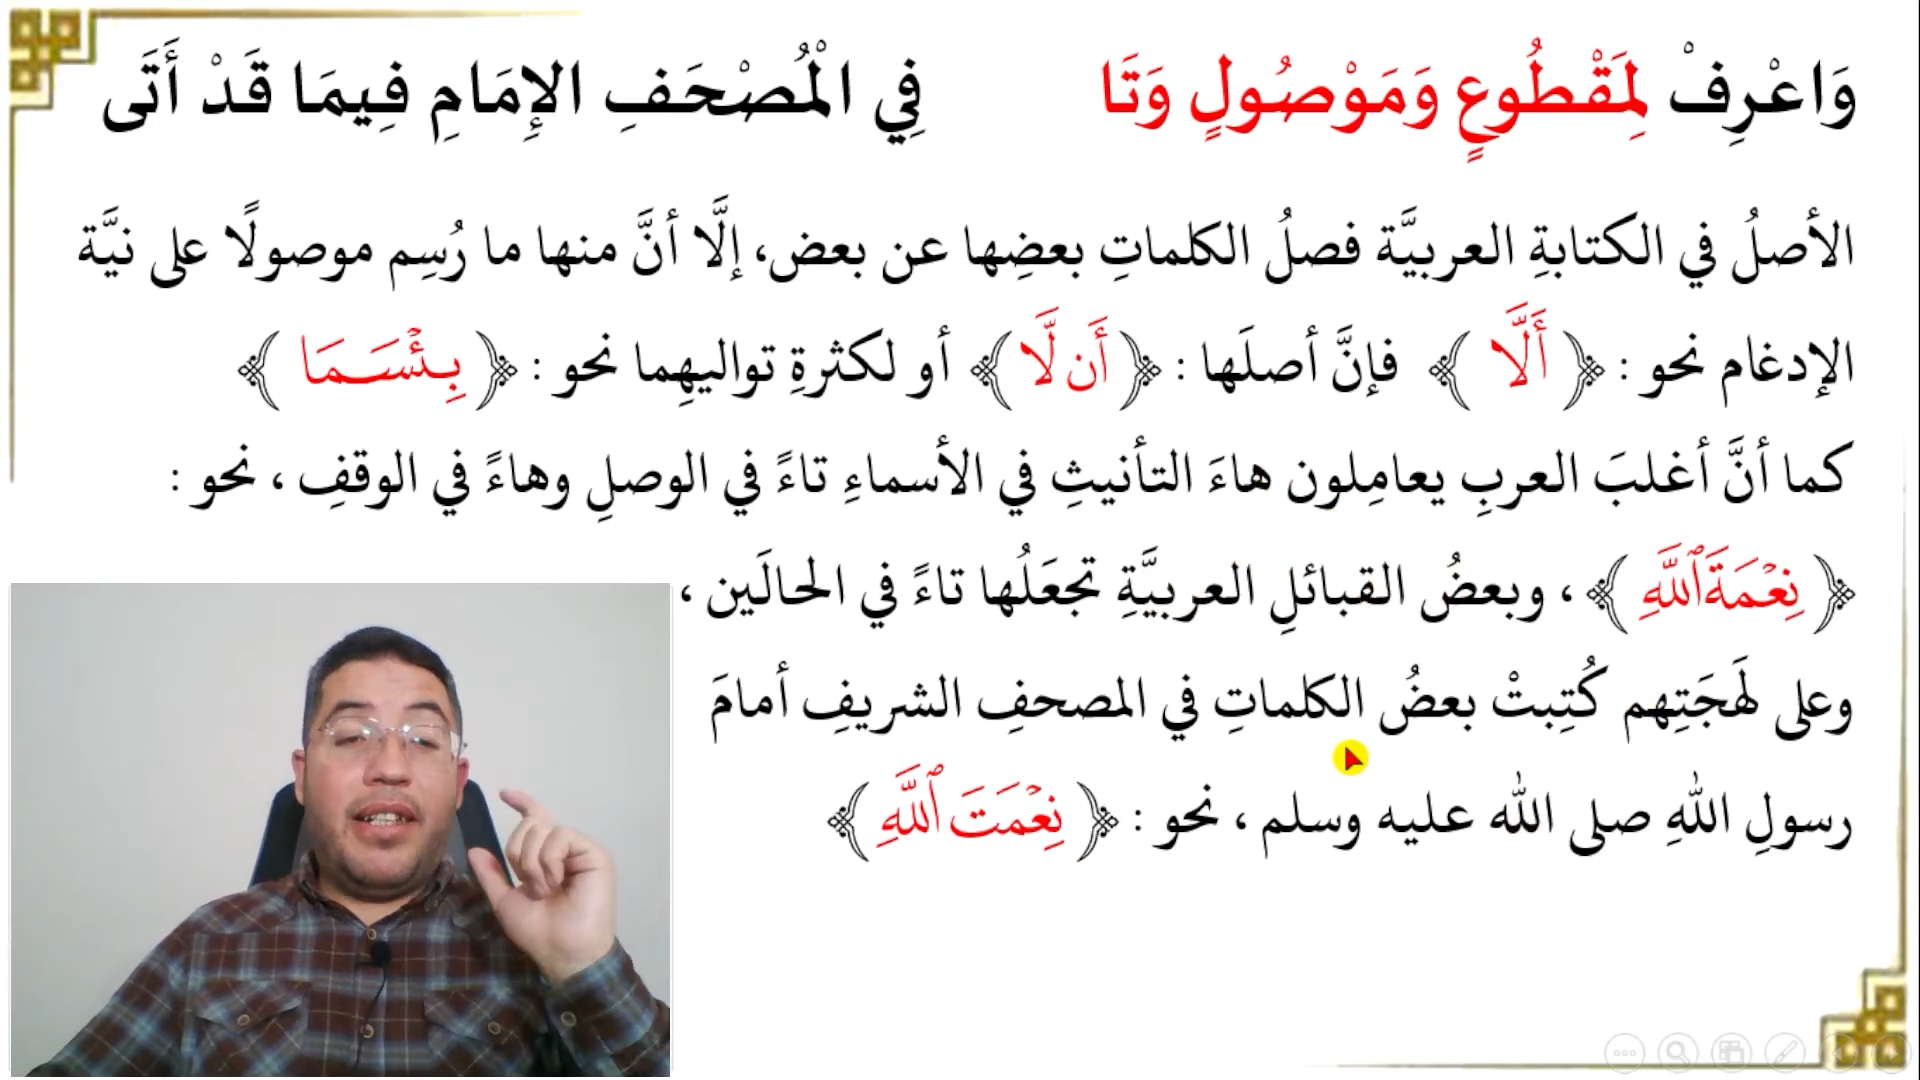 وَاعْرِفْ لِمَقْطُوعٍ وَمَوْصُولٍ وَتَا فِي الْمُصْحَفِ الإِمَامِ فِيمَا قَدْ أَتَى
الأصلُ في الكتابةِ العربيَّة فصلُ الكلماتِ بعضِها عن بعض، إلَّا أنَّ منها ما رُسِم موصولًا على نيَّة
الإدغام نحو : ﴿ أَلَّا ﴾ فإنَّ أصلَها : ﴿ أَن لَّا ﴾ أو لكثرةِ تواليهِما نحو : ﴿ بِئۡسَمَا ﴾
كما أنَّ أغلبَ العربِ يعامِلون هاءَ التأنيثِ في الأسماءِ تاءً في الوصلِ وهاءً في الوقفِ ، نحو :
﴿ نِعۡمَةَ ٱللَّهِ ﴾ ، وبعضُ القبائلِ العربيَّةِ تجعَلُها تاءً في الحالَين ،
وعلى لَهجَتِهم كُتِبتْ بعضُ الكلماتِ في المصحفِ الشريفِ أمامَ
رسولِ اللهِ صلى الله عليه وسلم ، نحو : ﴿ نِعۡمَتَ ٱللَّهِ ﴾